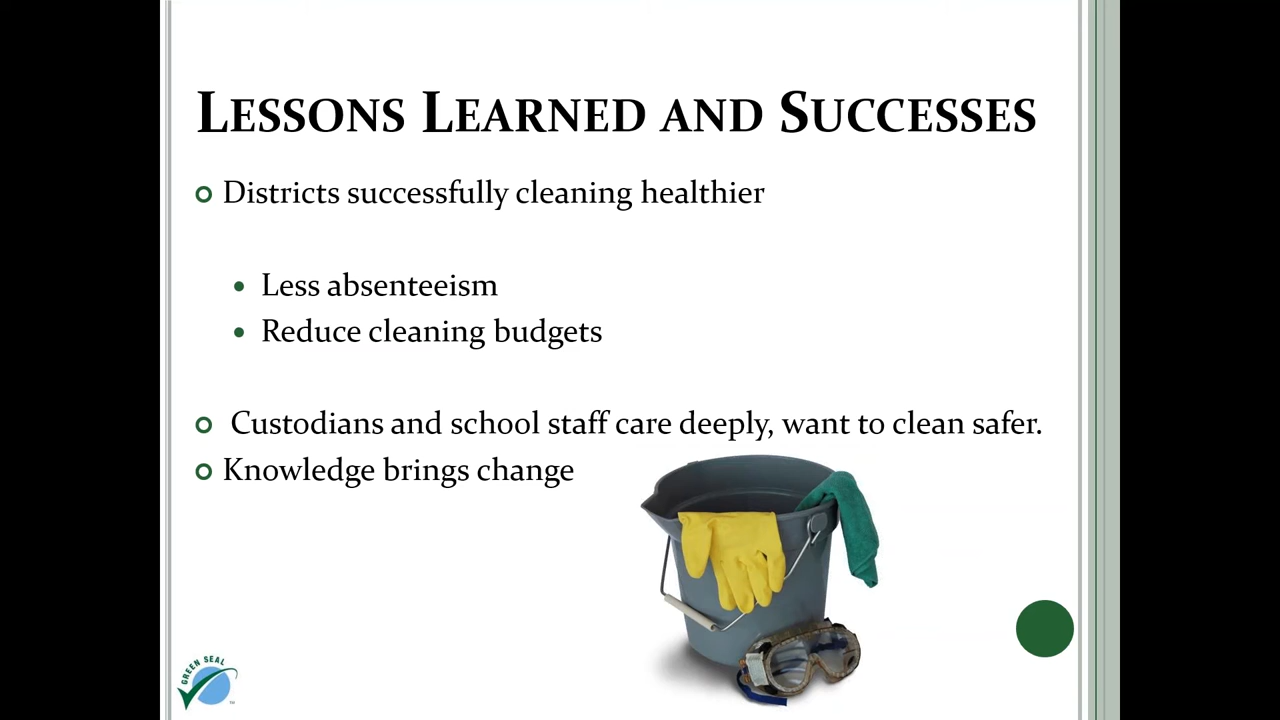 Lessons Learned and Successes
Districts successfully cleaning healthier
Less absenteeism
Reduce cleaning budgets
Custodians and school staff care deeply, want to clean safer.
Knowledge brings change
GREEN SEAL
TM